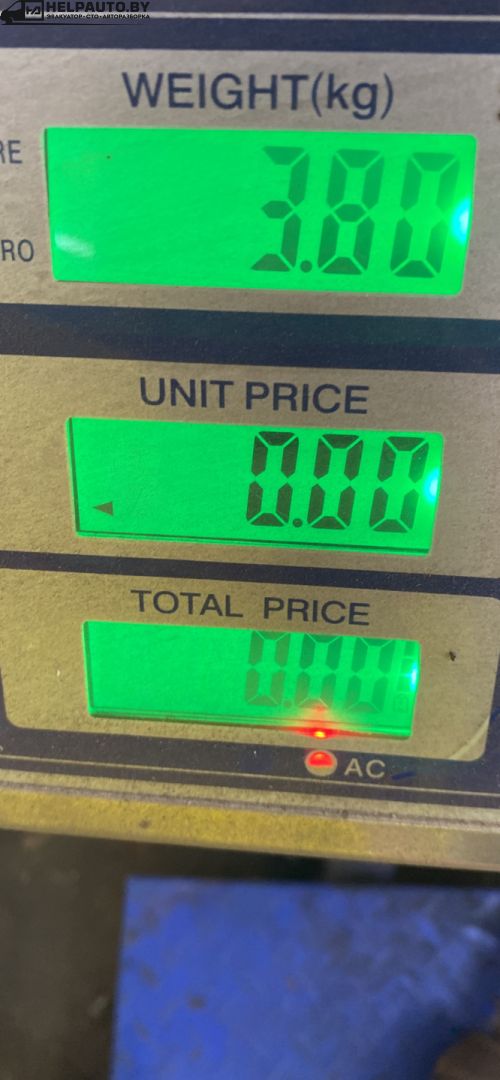 HELPAUTO.BY
ЭВАКУАТОР•СТО•АВТОРАЗБОРКА
WEIGHT(kg)
RE
3.80
RO
UNIT PRICE
0.00
TOTAL PRICE
0.00
AC